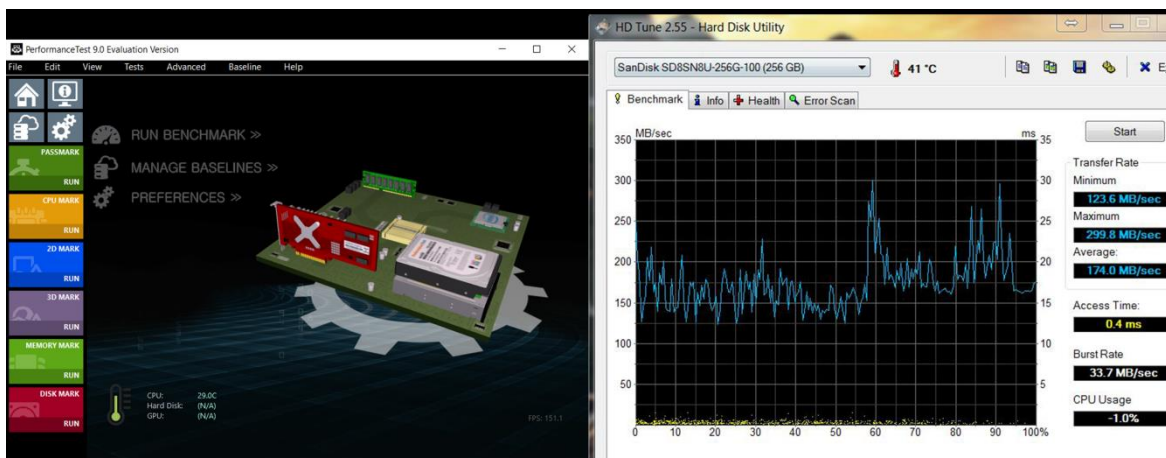 PerformanceTest 9.0 Evaluation Version
File Edit View Tests Advanced Baseline Help
RUN BENCHMARK >>
MANAGE BASELINES >>
PREFERENCES >>
PASSMARK
RUN
CPU MARK
RUN
2D MARK
RUN
3D MARK
RUN
MEMORY MARK
RUN
DISK MARK
RUN
CPU: 29.0C
Hard Disk: (N/A)
GPU: (N/A)
FPS: 151.1
HD Tune 2.55 - Hard Disk Utility
SanDisk SD8SN8U-256G-100 (256 GB)
41 °C
Benchmark Info Health Error Scan
MB/sec ms
350 35
300 30
250 25
200 20
150 15
100 10
50 5
0 10 20 30 40 50 60 70 80 90 100%
Start
Transfer Rate
Minimum
123.6 MB/sec
Maximum
299.8 MB/sec
Average:
174.0 MB/sec
Access Time:
0.4 ms
Burst Rate
33.7 MB/sec
CPU Usage
-1.0%